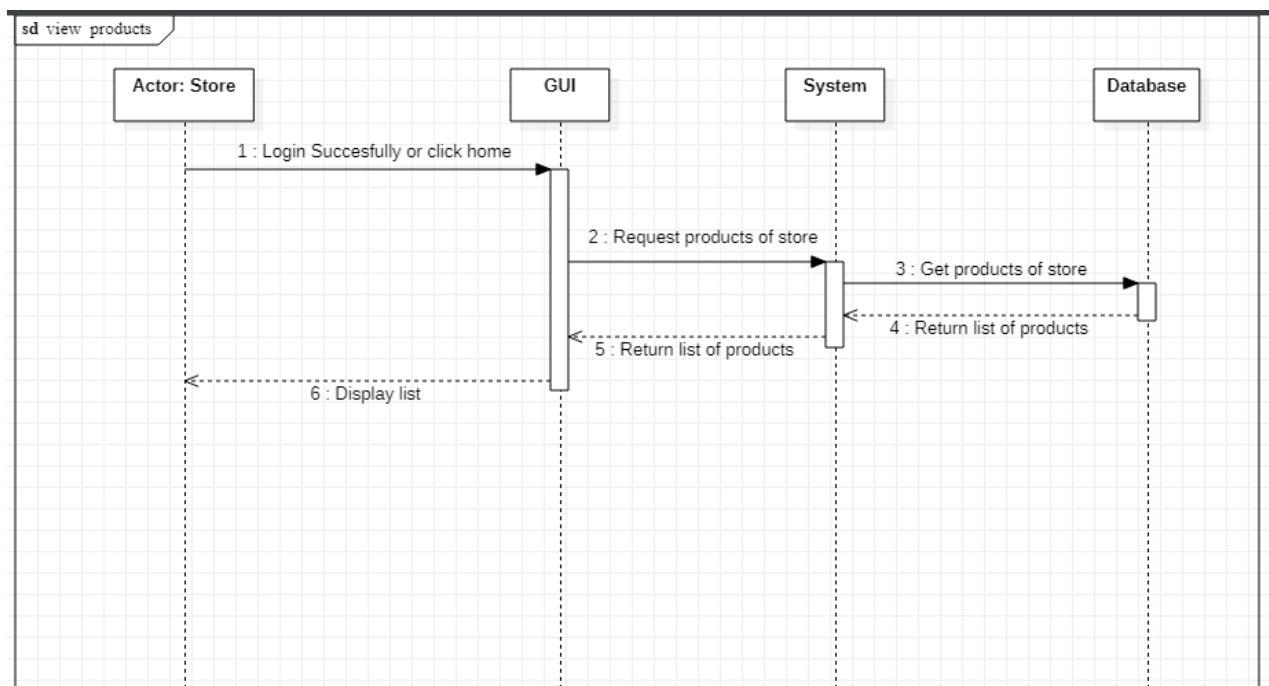 sd view products
Actor: Store
GUI
System
Database
1 : Login Succesfully or click home
2 : Request products of store
3 : Get products of store
4 : Return list of products
5 : Return list of products
6 : Display list